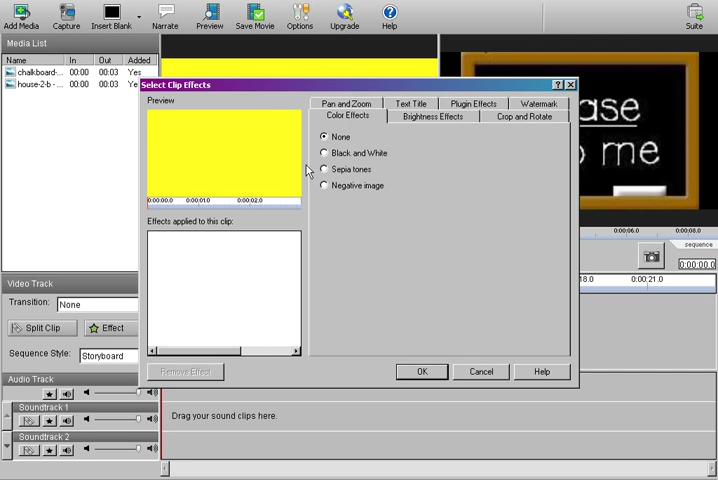 Add Media Capture Insert Blank Narrate Preview Save Movie Options Upgrade Help Suite
Media List
Name In Out Added
chalkboard-... 00:00 00:03 Yes
house-2-b -... 00:00 00:03
Select Clip Effects
Preview
0:00:00.0 0:00:01.0 0:00:02.0
Effects applied to this clip:
Remove Effect
Pan and Zoom Text Title Plugin Effects Watermark
Color Effects Brightness Effects Crop and Rotate
None
Black and White
Sepia tones
Negative image
OK Cancel Help
ase
me
0:00:06.0 0:00:08.0
sequence
0:00:00.0
18.0 0:00:21.0
Video Track
Transition: None
Split Clip Effect
Sequence Style: Storyboard
Audio Track
Soundtrack 1
Drag your sound clips here.
Soundtrack 2